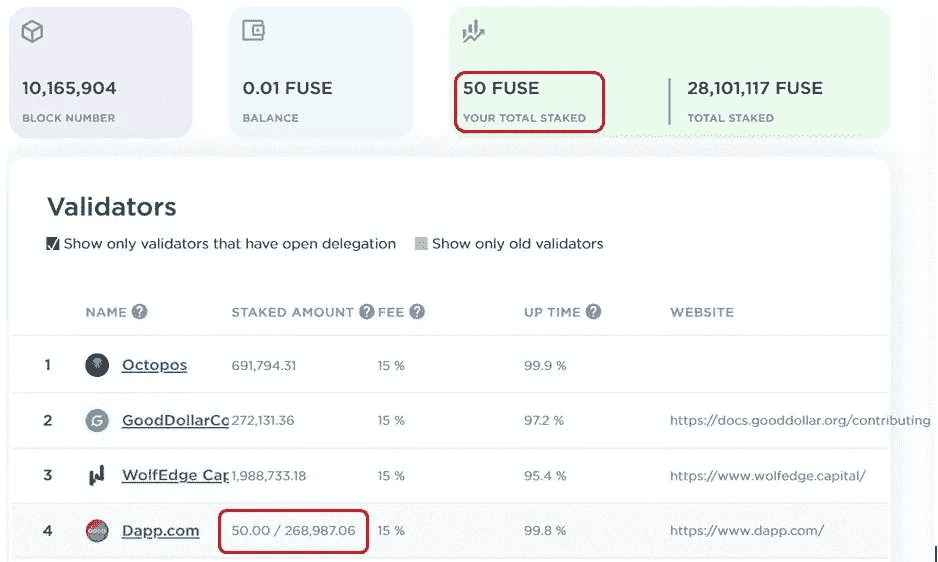 10,165,904
BLOCK NUMBER
0.01 FUSE
BALANCE
50 FUSE
YOUR TOTAL STAKED
28,101,117 FUSE
TOTAL STAKED
Validators
Show only validators that have open delegation Show only old validators
NAME STAKED AMOUNT FEE UP TIME WEBSITE
1 Octopos 691,794.31 15 % 99.9 %
2 GoodDollarCo 272,131.36 15 % 97.2 % https://docs.gooddollar.org/contributing
3 WolfEdge Cap 1,988,733.18 15 % 95.4 % https://www.wolfedge.capital/
4 Dapp.com 50.00 / 268,987.06 15 % 99.8 % https://www.dapp.com/